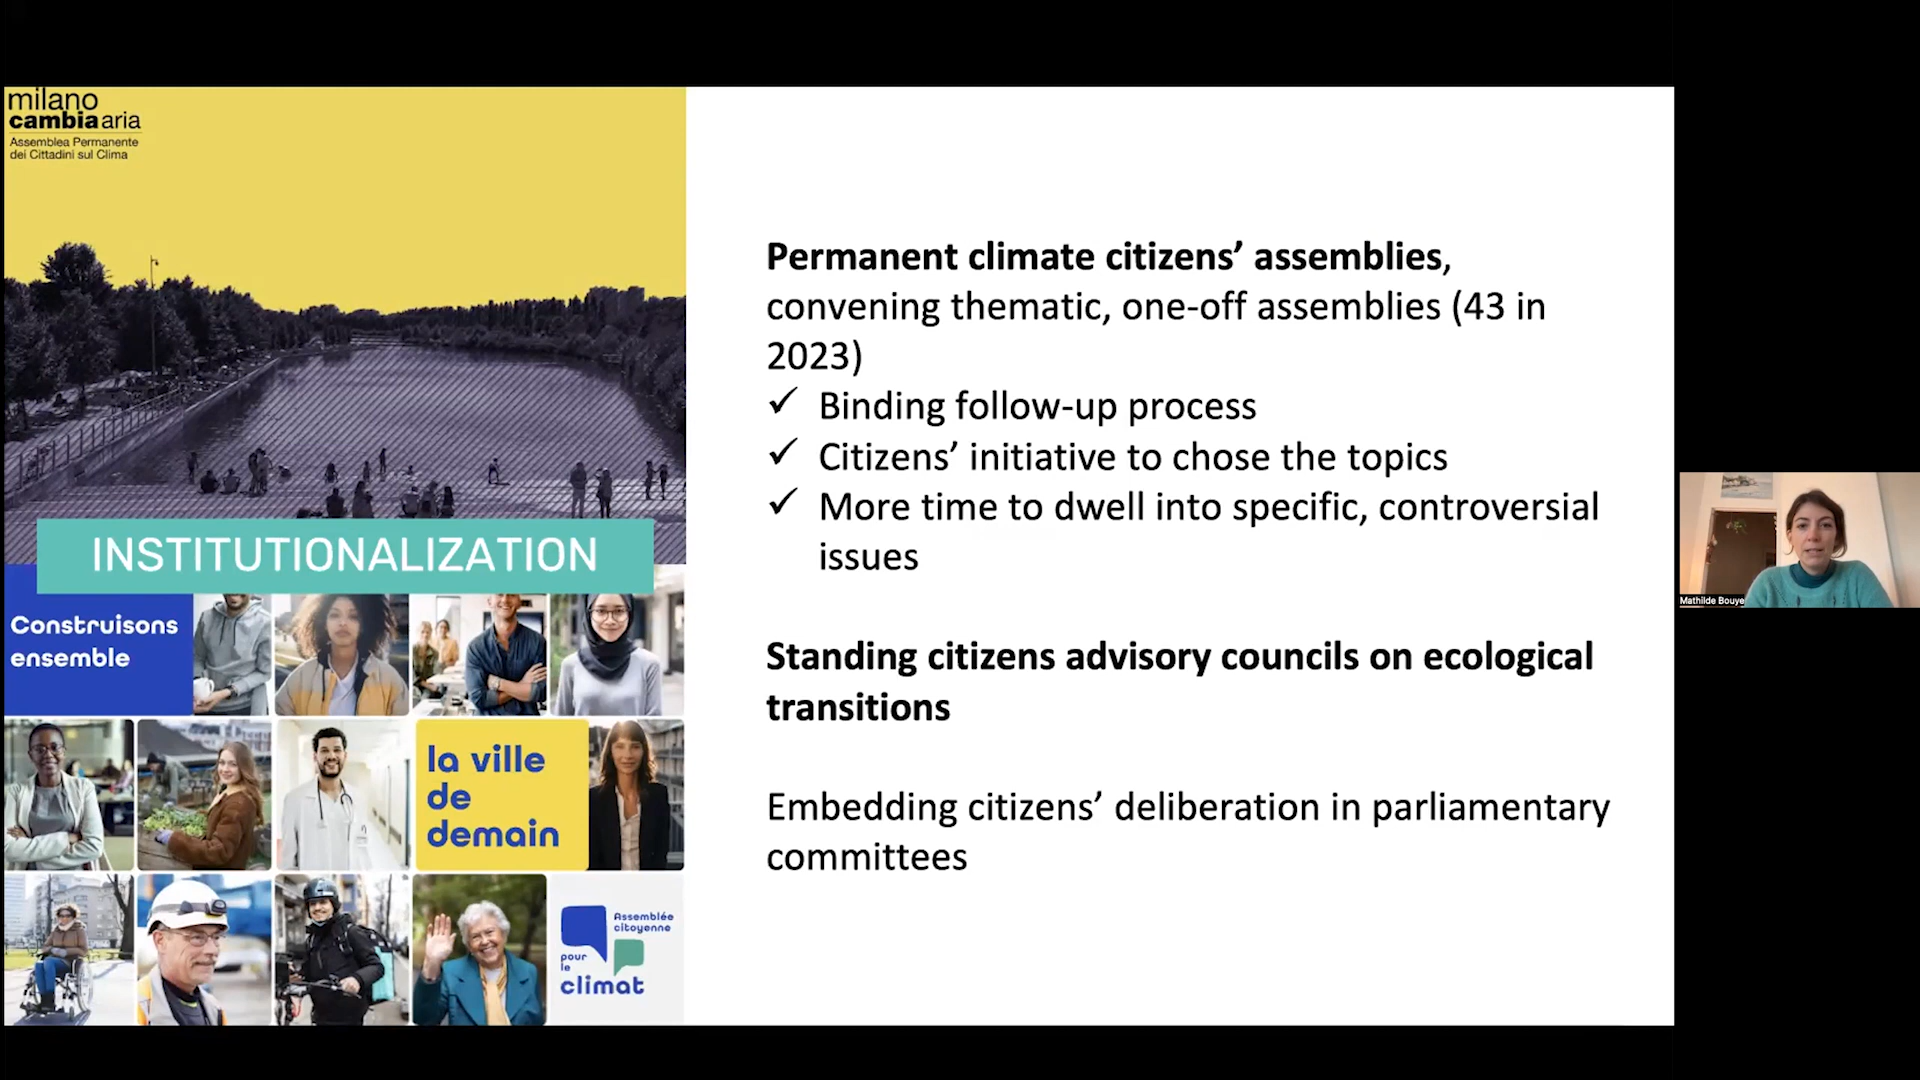 milano
cambia aria
Assemblea Permanente
dei Cittadini sul Clima
INSTITUTIONALIZATION
Construisons
ensemble
la ville
de
demain
Assemblée
citoyenne
pour
le
climat
Permanent climate citizens’ assemblies,
convening thematic, one-off assemblies (43 in
2023)
✓ Binding follow-up process
✓ Citizens’ initiative to chose the topics
✓ More time to dwell into specific, controversial
issues
Standing citizens advisory councils on ecological
transitions
Embedding citizens’ deliberation in parliamentary
committees
Mathilde Bouye